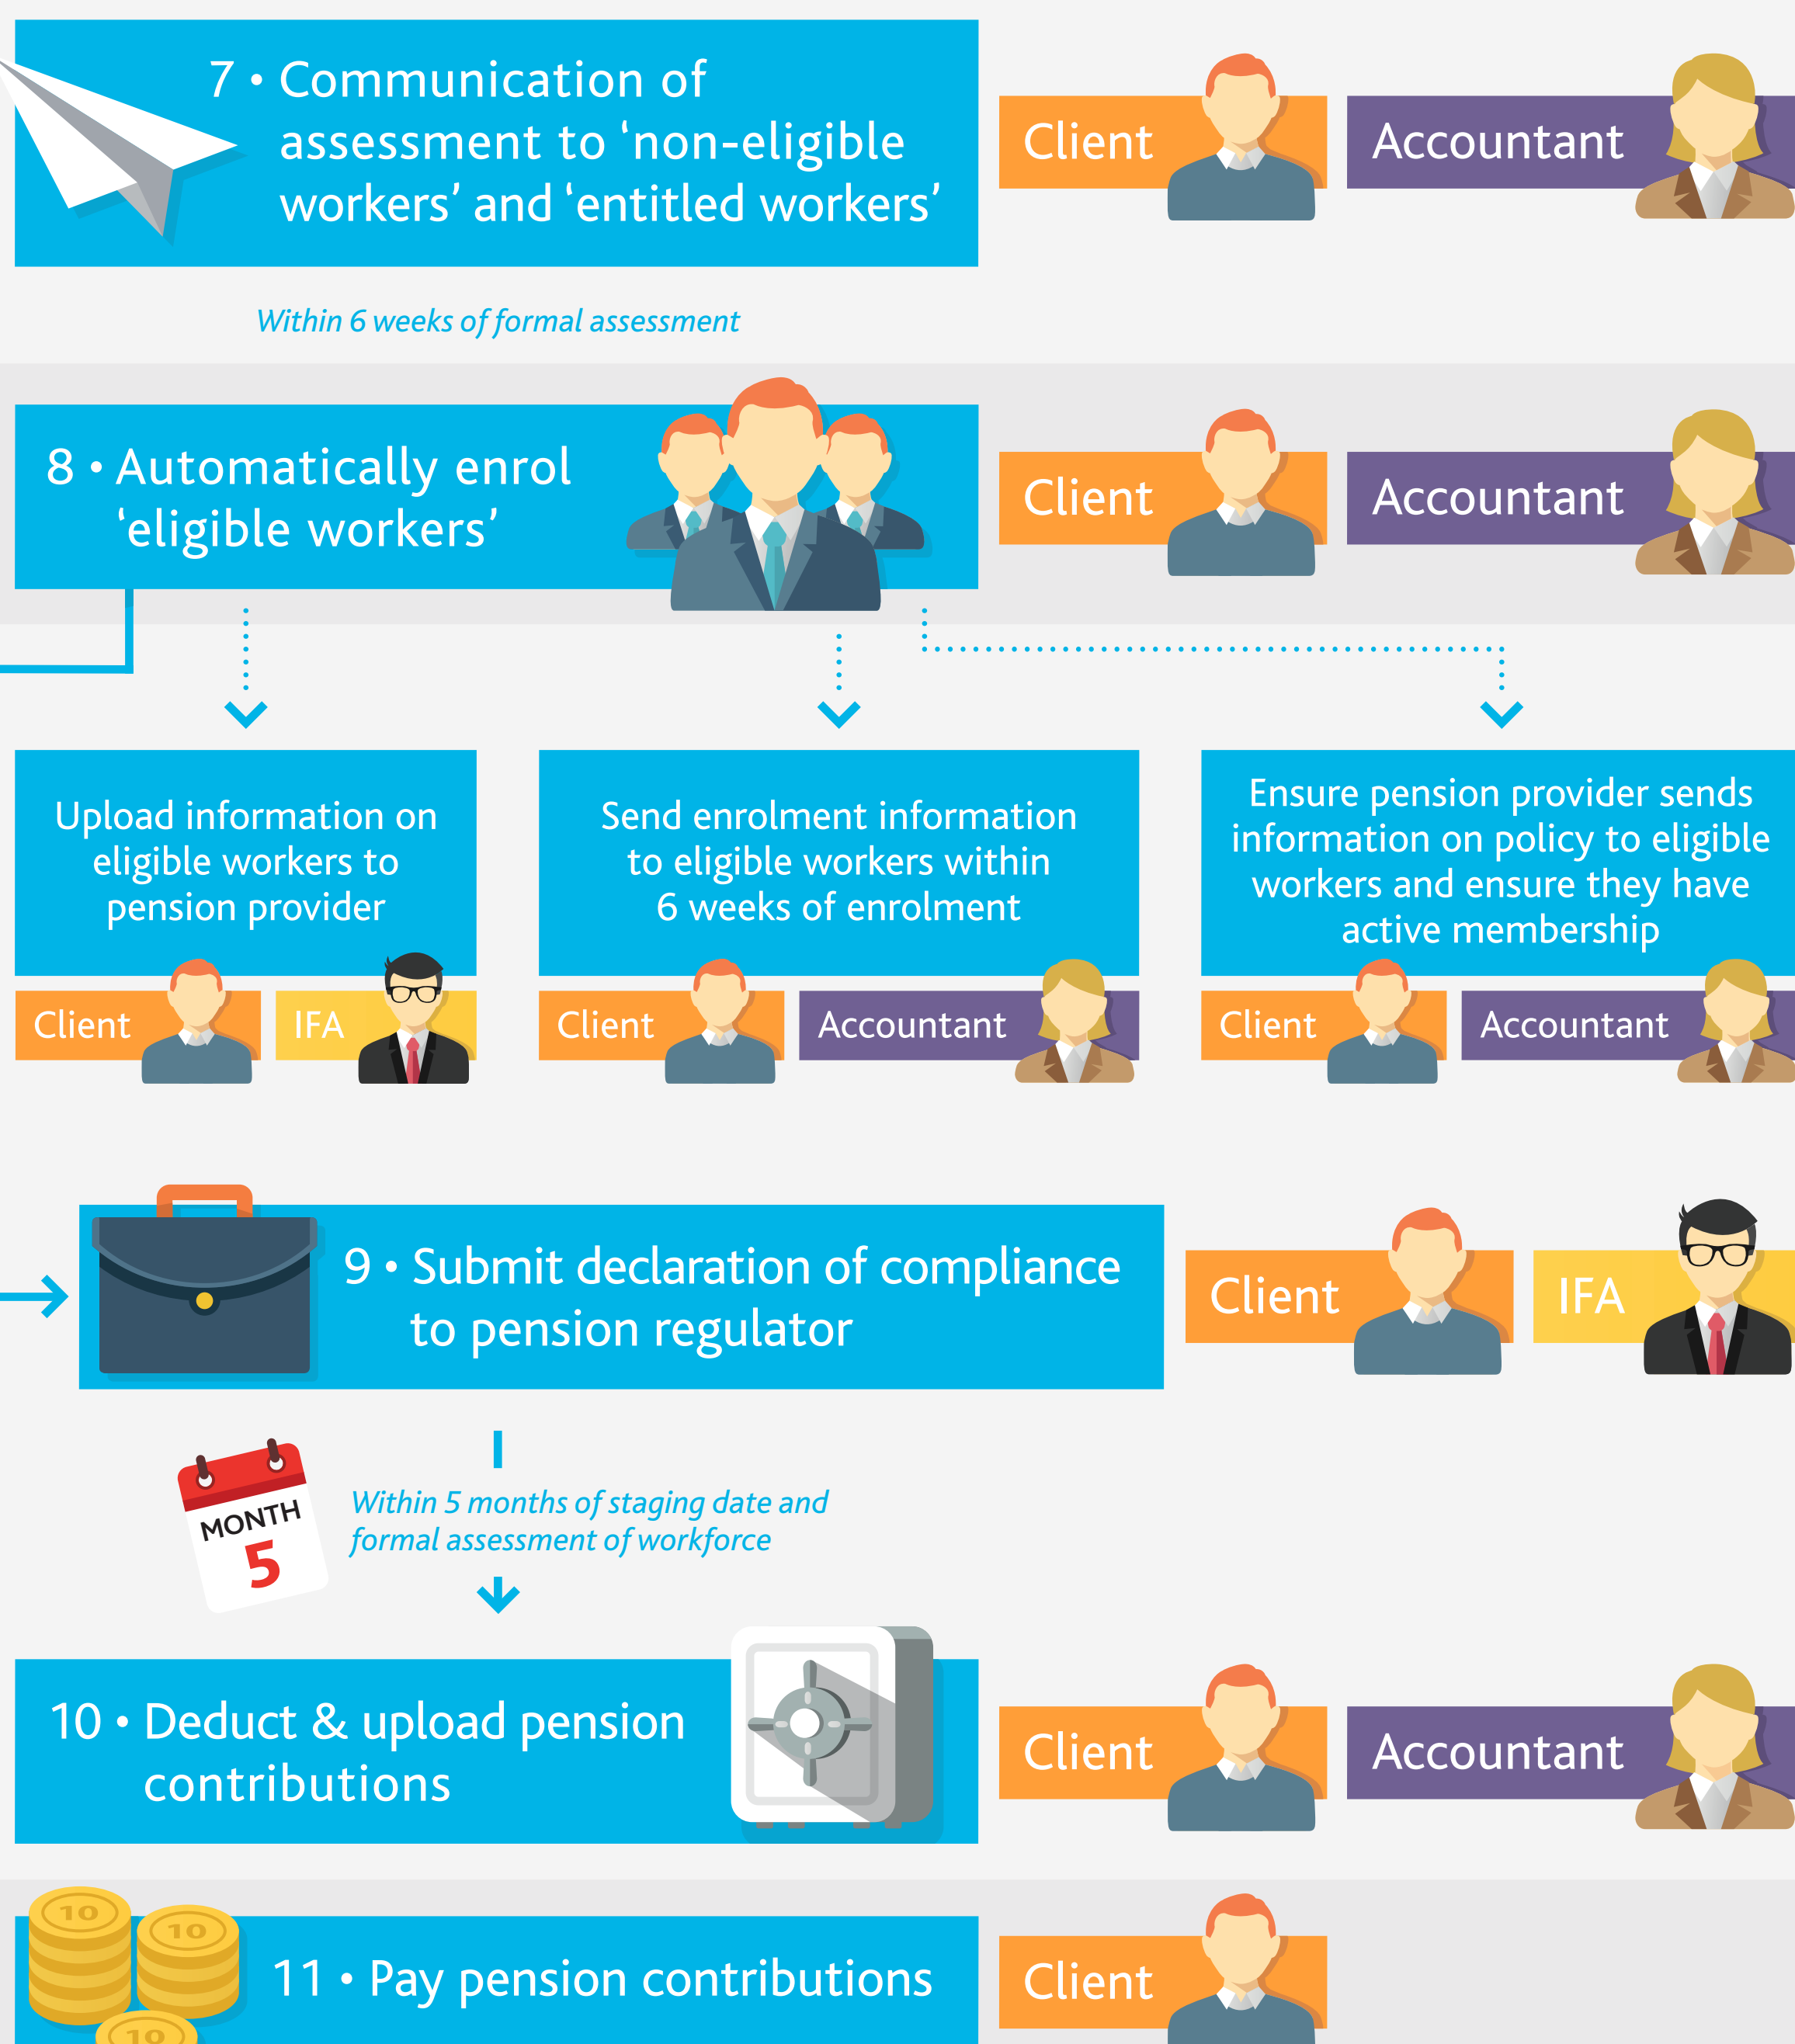 7 • Communication of
assessment to ‘non-eligible
workers’ and ‘entitled workers’
Client
Accountant
Within 6 weeks of formal assessment
8 • Automatically enrol
‘eligible workers’
Client
Accountant
Upload information on
eligible workers to
pension provider
Client
IFA
Send enrolment information
to eligible workers within
6 weeks of enrolment
Client
Accountant
Ensure pension provider sends
information on policy to eligible
workers and ensure they have
active membership
Client
Accountant
9 • Submit declaration of compliance
to pension regulator
Client
IFA
MONTH
5
Within 5 months of staging date and
formal assessment of workforce
10 • Deduct & upload pension
contributions
Client
Accountant
10
10
10
11 • Pay pension contributions
Client